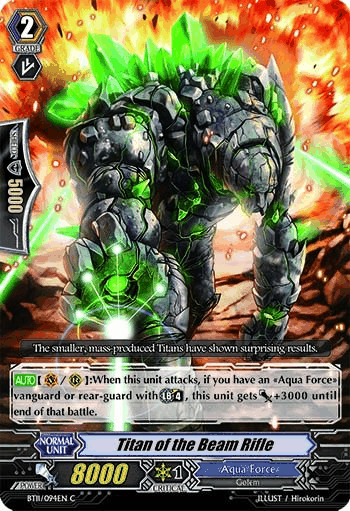 2
GRADE
5000
SHIELD
The smaller, mass-produced Titans have shown surprising results.
AUTO [ / ]:When this unit attacks, if you have an «Aqua Force»
vanguard or rear-guard with LB4, this unit gets +3000 until
end of that battle.
NORMAL
UNIT
Titan of the Beam Rifle
POWER
8000
1
CRITICAL
«Aqua Force»
Golem
BT11/094EN C
ILLUST / Hirokorin